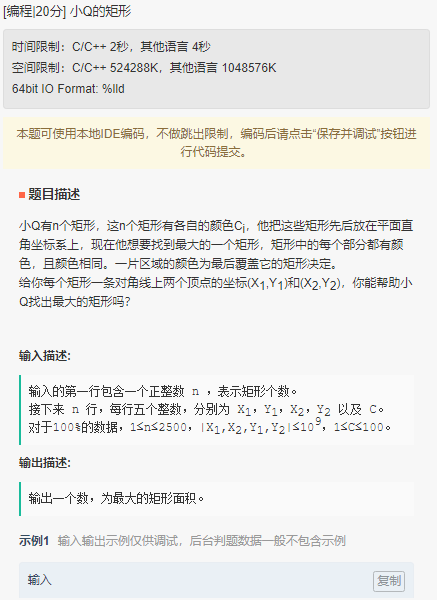 [编程|20分] 小Q的矩形
时间限制：C/C++ 2秒，其他语言 4秒
空间限制：C/C++ 524288K，其他语言 1048576K
64bit IO Format: %lld
本题可使用本地IDE编码，不做跳出限制，编码后请点击“保存并调试”按钮进
行代码提交。
题目描述
小Q有n个矩形，这n个矩形有各自的颜色Ci，他把这些矩形先后放在平面直
角坐标系上，现在他想要找到最大的一个矩形，矩形中的每个部分都有颜
色，且颜色相同。一片区域的颜色为最后覆盖它的矩形决定。
给你每个矩形一条对角线上两个顶点的坐标(X1,Y1)和(X2,Y2)，你能帮助小
Q找出最大的矩形吗？
输入描述:
输入的第一行包含一个正整数 n ，表示矩形个数。
接下来 n 行，每行五个整数，分别为 X1，Y1，X2，Y2 以及 C。
对于100%的数据，1≤n≤2500，|X1,X2,Y1,Y2|≤10^9，1≤C≤100。
输出描述:
输出一个数，为最大的矩形面积。
示例1 输入输出示例仅供调试，后台判题数据一般不包含示例
输入 复制